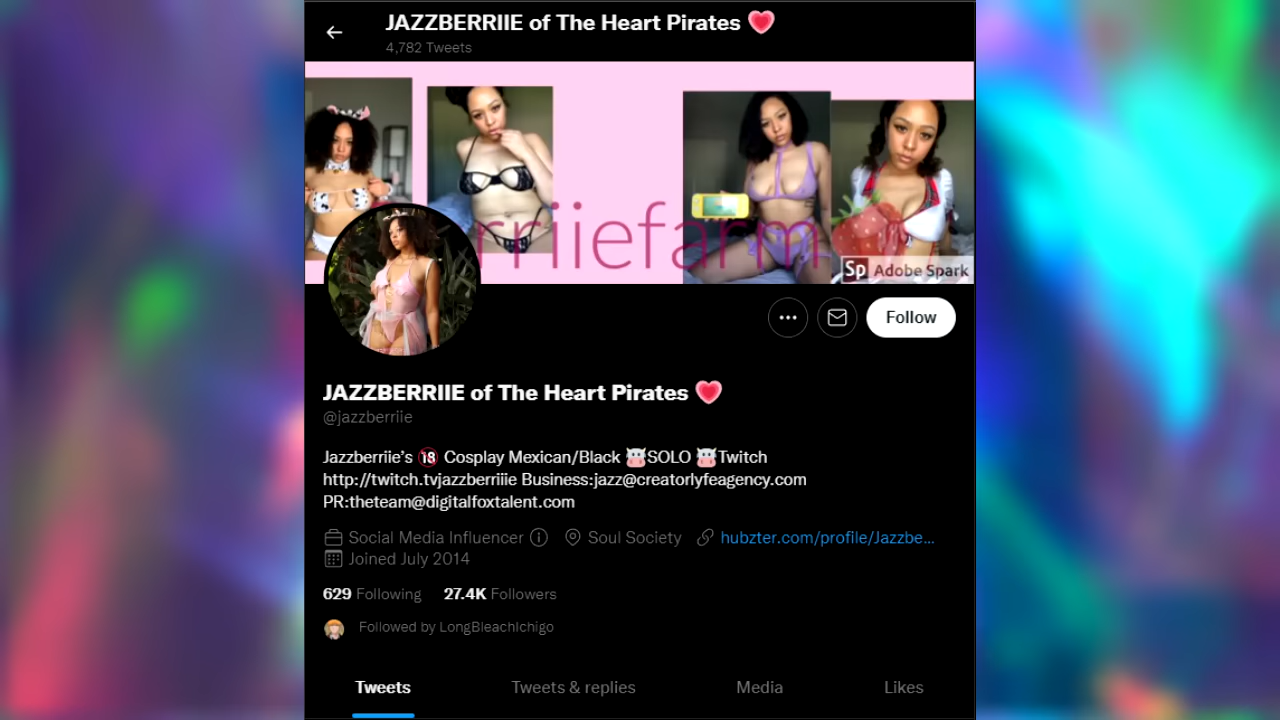 JAZZBERRIIE of The Heart Pirates
4,782 Tweets
rriiefarm
Sp Adobe Spark
Follow
JAZZBERRIIE of The Heart Pirates
@jazzberriie
Jazzberriie's 🔞 Cosplay Mexican/Black 🐮SOLO 🐮Twitch
http://twitch.tvjazzberriiie Business:jazz@creatorlyfeagency.com
PR:theteam@digitalfoxtalent.com
Social Media Influencer Soul Society hubzter.com/profile/Jazzbe...
Joined July 2014
629 Following 27.4K Followers
Followed by LongBleachIchigo
Tweets Tweets & replies Media Likes